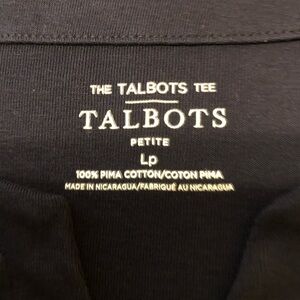 THE TALBOTS TEE
TALBOTS
PETITE
Lp
100% PIMA COTTON/COTON PIMA
MADE IN NICARAGUA/FABRIQUÉ AU NICARAGUA